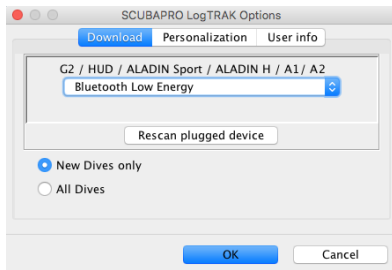 SCUBAPRO LogTRAK Options
Download Personalization User info
G2 / HUD / ALADIN Sport / ALADIN H / A1/ A2
Bluetooth Low Energy
Rescan plugged device
New Dives only
All Dives
OK Cancel